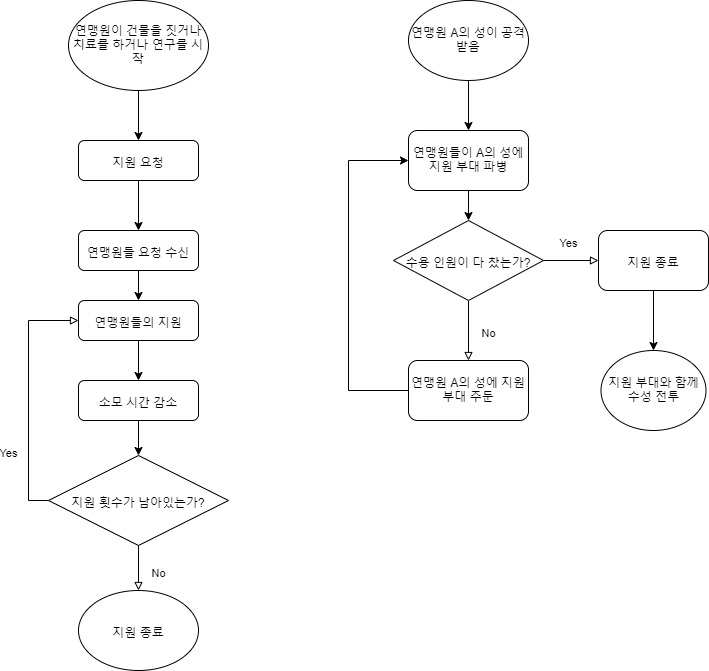 연맹원이 건물을 짓거나
치료를 하거나 연구를 시
작
지원 요청
연맹원들 요청 수신
연맹원들의 지원
소모 시간 감소
Yes
지원 횟수가 남아있는가?
No
지원 종료
연맹원 A의 성이 공격
받음
연맹원들이 A의 성에
지원 부대 파병
수용 인원이 다 찼는가?
Yes
지원 종료
No
연맹원 A의 성에 지원
부대 주둔
지원 부대와 함께
수성 전투